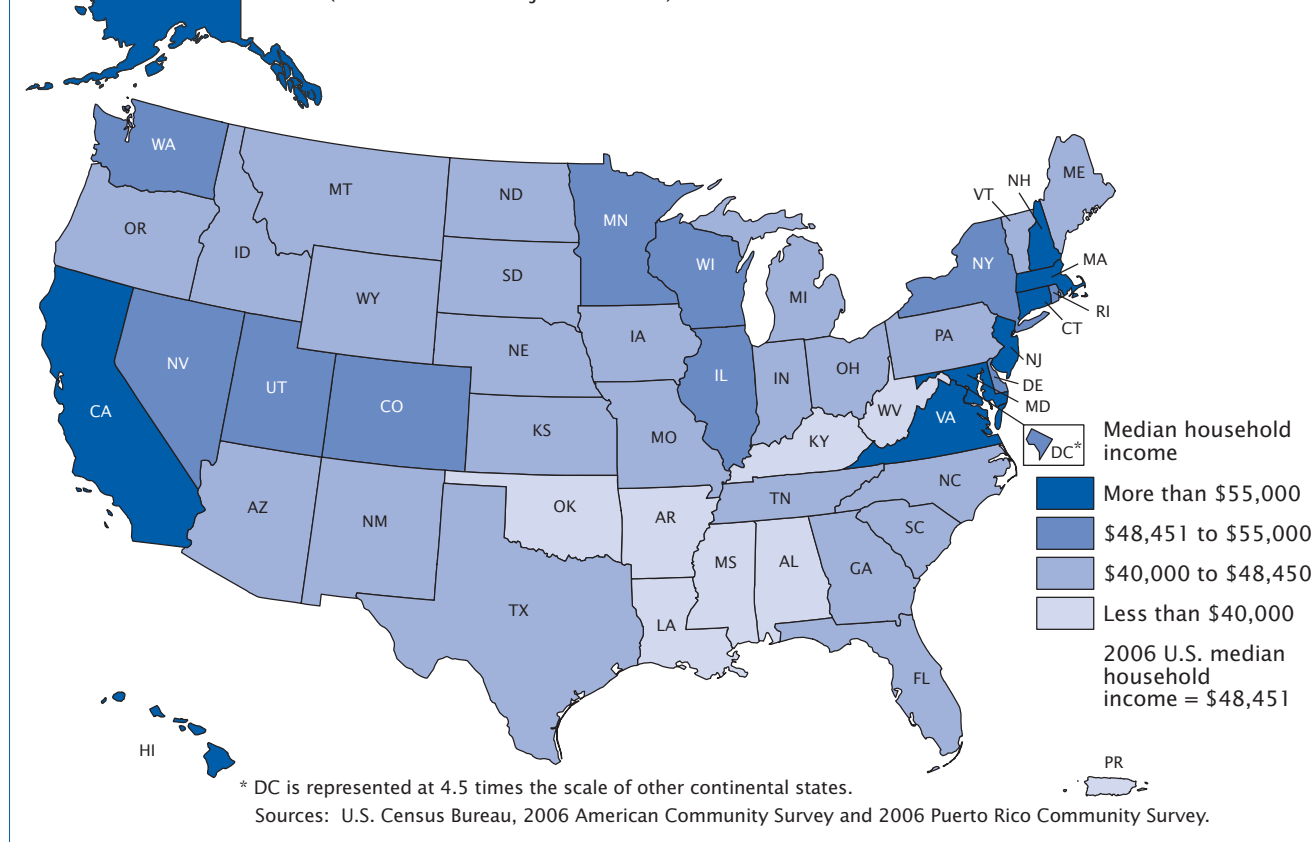 WA
MT
ND
MN
OR
ID
SD
WI
WY
NE
IA
MI
NV
UT
CO
KS
MO
IL
IN
OH
KY
WV
VA
PA
NY
VT
NH
ME
MA
RI
CT
NJ
DE
MD
DC*
CA
AZ
NM
OK
AR
TN
NC
SC
TX
LA
MS
AL
GA
FL
HI
PR
Median household
income
More than $55,000
$48,451 to $55,000
$40,000 to $48,450
Less than $40,000
2006 U.S. median
household
income = $48,451
* DC is represented at 4.5 times the scale of other continental states.
Sources: U.S. Census Bureau, 2006 American Community Survey and 2006 Puerto Rico Community Survey.